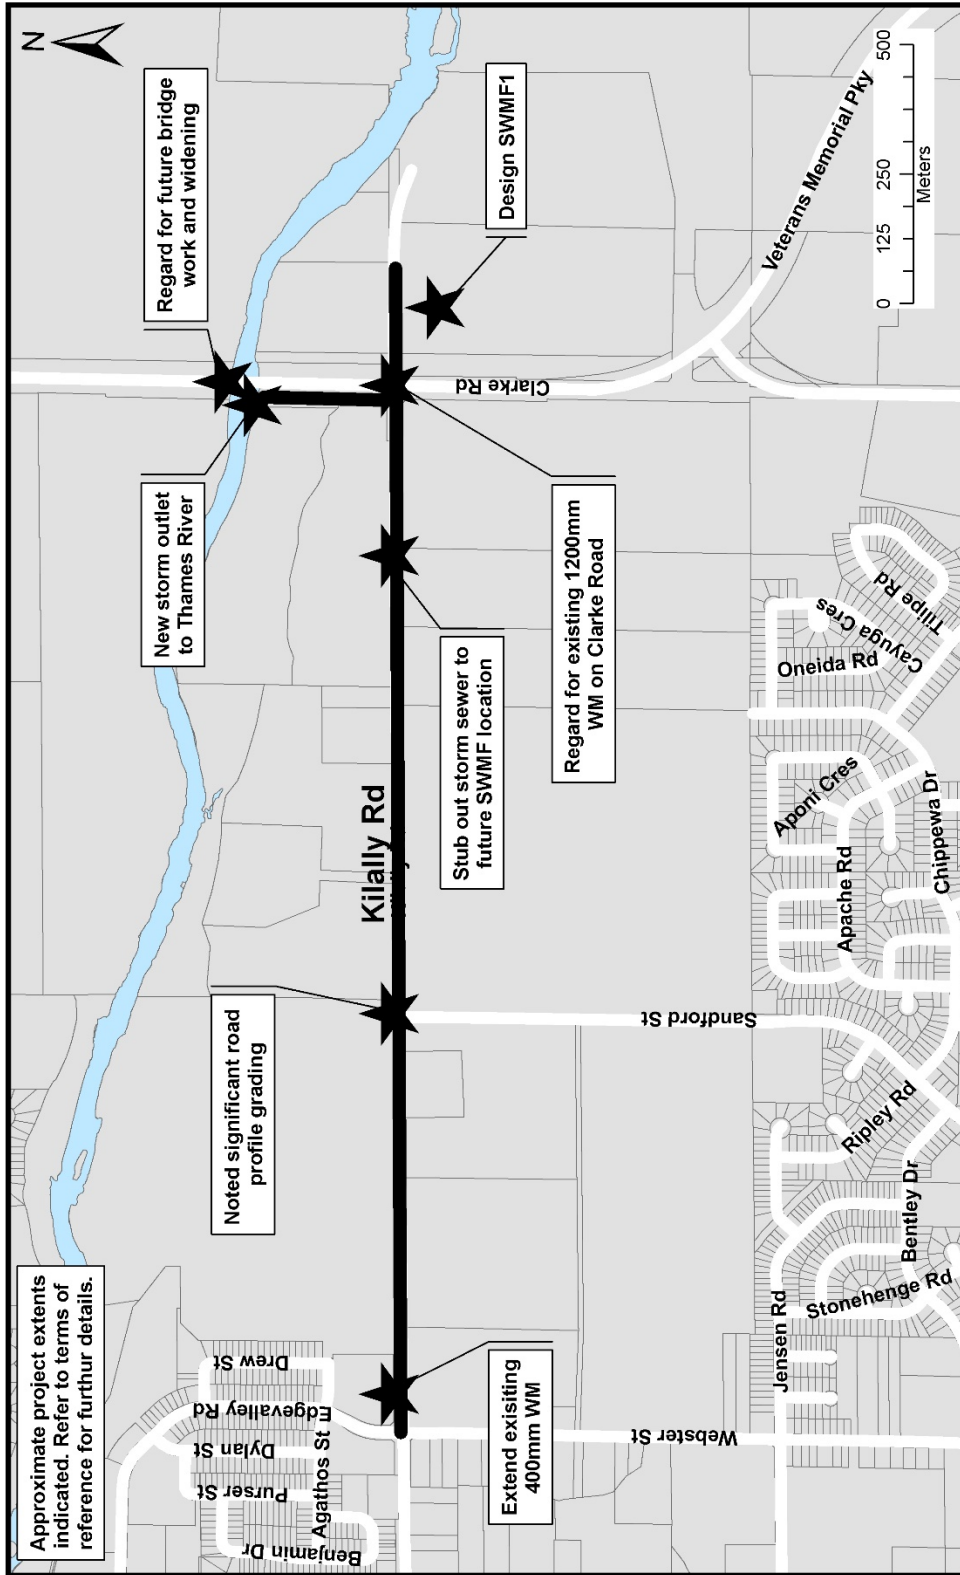 N
Approximate project extents
indicated. Refer to terms of
reference for furthur details.
Regard for future bridge
work and widening
New storm outlet
to Thames River
Noted significant road
profile grading
Kilally Rd
Design SWMF1
Stub out storm sewer to
future SWMF location
Regard for existing 1200mm
WM on Clarke Road
Extend exisiting
400mm WM
Drew St
Edgevalley Rd
Dylan St
Agathos St
Purser St
Benjamin Dr
Webster St
Sandford St
Clarke Rd
Veterans Memorial Pky
Jensen Rd
Stonehenge Rd
Bentley Dr
Ripley Rd
Apache Rd
Aponi Cres
Chippewa Dr
Oneida Rd
Cayuga Cres
Tilipe Rd
0 125 250 500
Meters